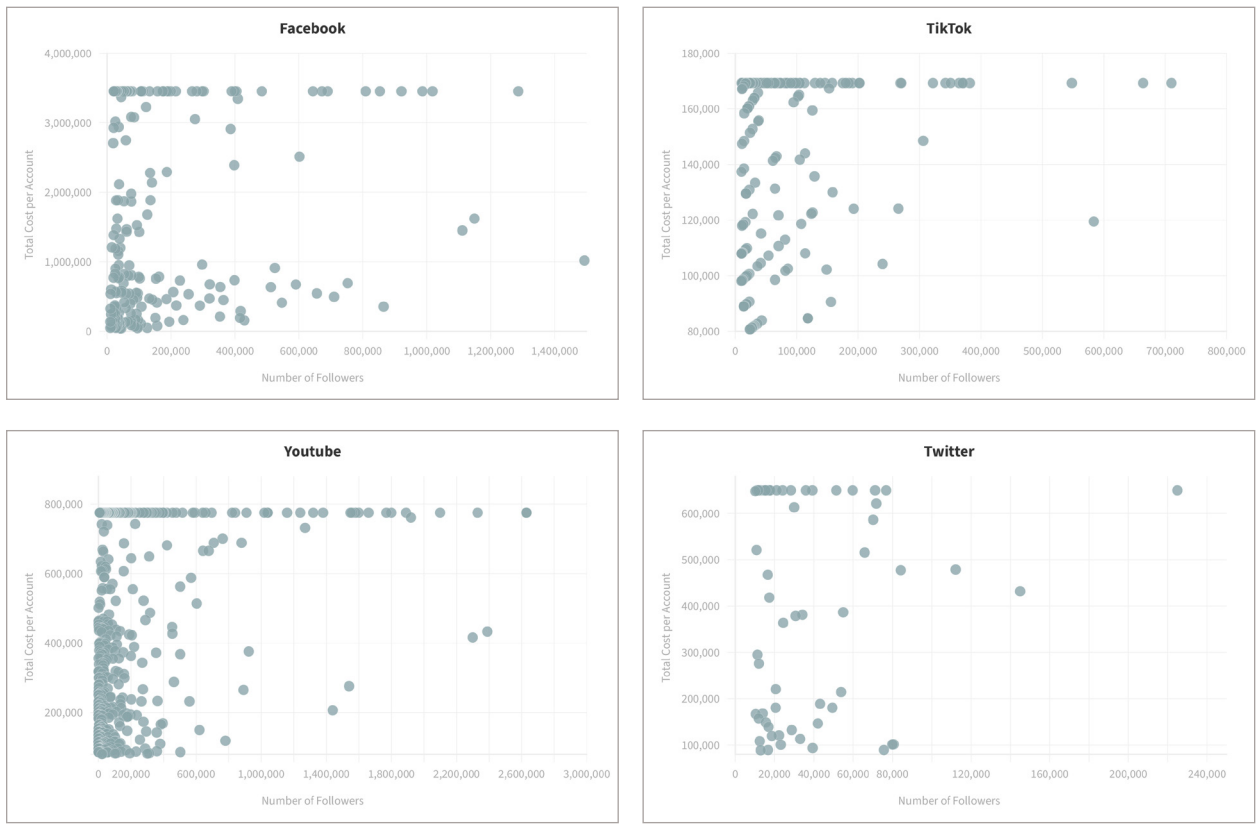 Facebook
4,000,000
3,000,000
2,000,000
1,000,000
0
Total Cost per Account
0 200,000 400,000 600,000 800,000 1,000,000 1,200,000 1,400,000
Number of Followers
TikTok
180,000
160,000
140,000
120,000
100,000
80,000
Total Cost per Account
0 100,000 200,000 300,000 400,000 500,000 600,000 700,000 800,000
Number of Followers
Youtube
800,000
600,000
400,000
200,000
Total Cost per Account
0 200,000 600,000 1,000,000 1,400,000 1,800,000 2,200,000 2,600,000 3,000,000
Number of Followers
Twitter
600,000
500,000
400,000
300,000
200,000
100,000
Total Cost per Account
0 20,000 40,000 60,000 80,000 120,000 160,000 200,000 240,000
Number of Followers